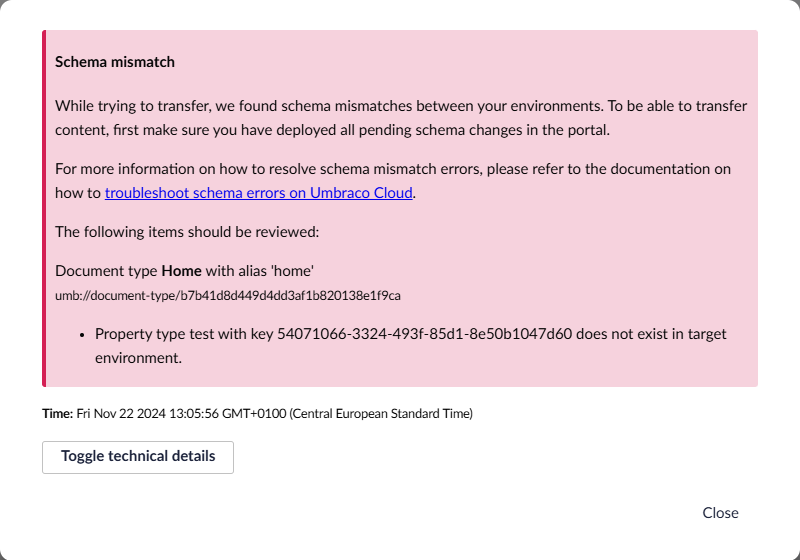 Schema mismatch
While trying to transfer, we found schema mismatches between your environments. To be able to transfer
content, first make sure you have deployed all pending schema changes in the portal.
For more information on how to resolve schema mismatch errors, please refer to the documentation on
how to troubleshoot schema errors on Umbraco Cloud.
The following items should be reviewed:
Document type Home with alias 'home'
umb://document-type/b7b41d8d449d4dd3af1b820138e1f9ca
• Property type test with key 54071066-3324-493f-85d1-8e50b1047d60 does not exist in target
environment.
Time: Fri Nov 22 2024 13:05:56 GMT+0100 (Central European Standard Time)
Toggle technical details
Close